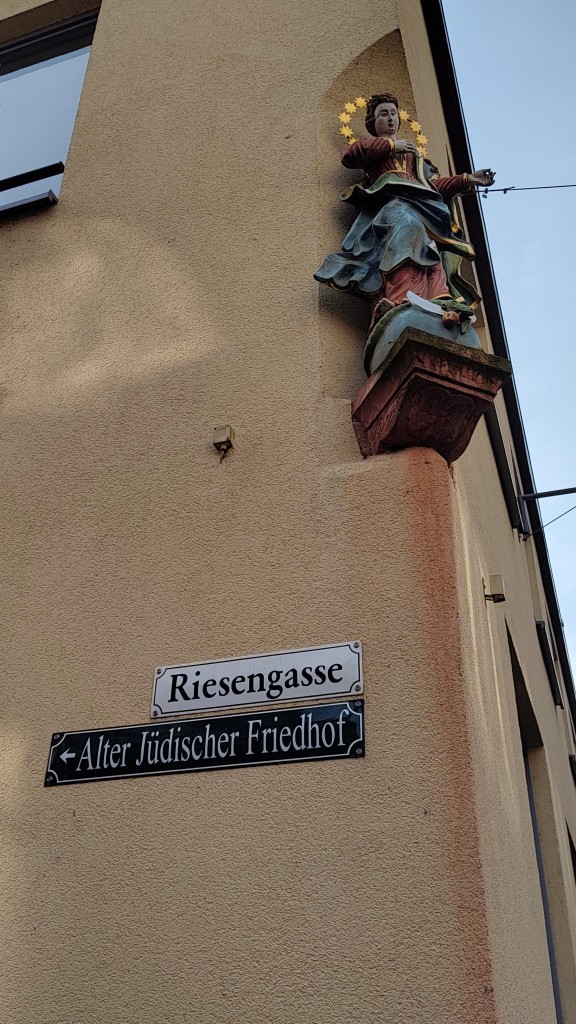 Riesengasse
←Alter Jüdischer Friedhof